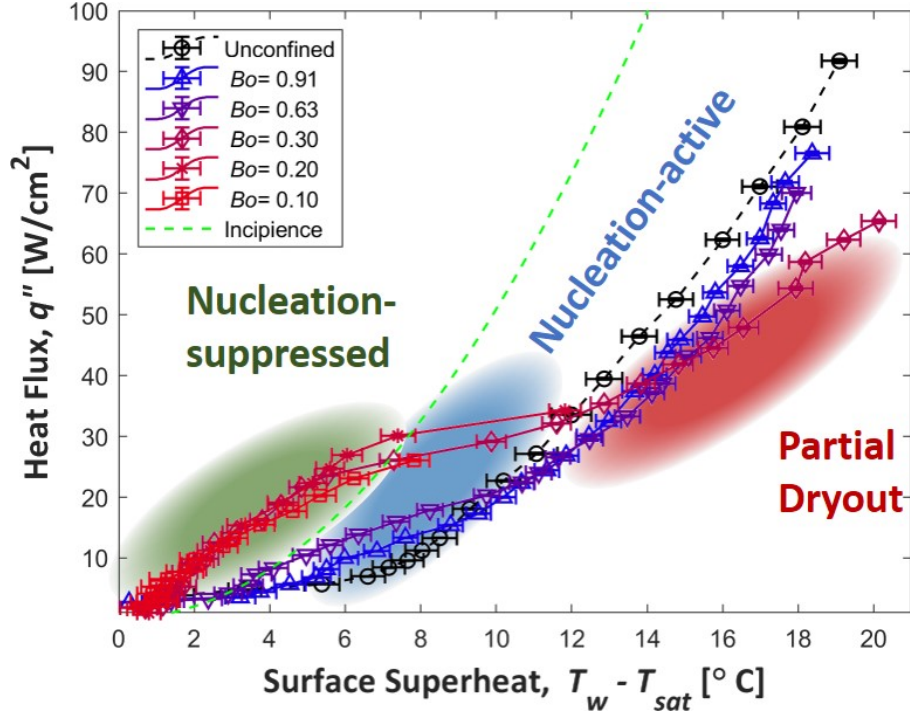 100
90
80
70
60
50
40
30
20
10
Heat Flux, q" [W/cm²]
Unconfined
Bo= 0.91
Bo= 0.63
Bo= 0.30
Bo= 0.20
Bo= 0.10
Incipience
Nucleation-
suppressed
Nucleation-active
Partial
Dryout
0 2 4 6 8 10 12 14 16 18 20
Surface Superheat, T_w - T_sat [° C]